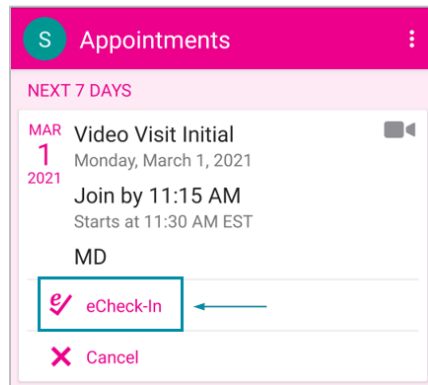 S Appointments
NEXT 7 DAYS
MAR
1
2021
Video Visit Initial
Monday, March 1, 2021
Join by 11:15 AM
Starts at 11:30 AM EST
MD
eCheck-In
Cancel